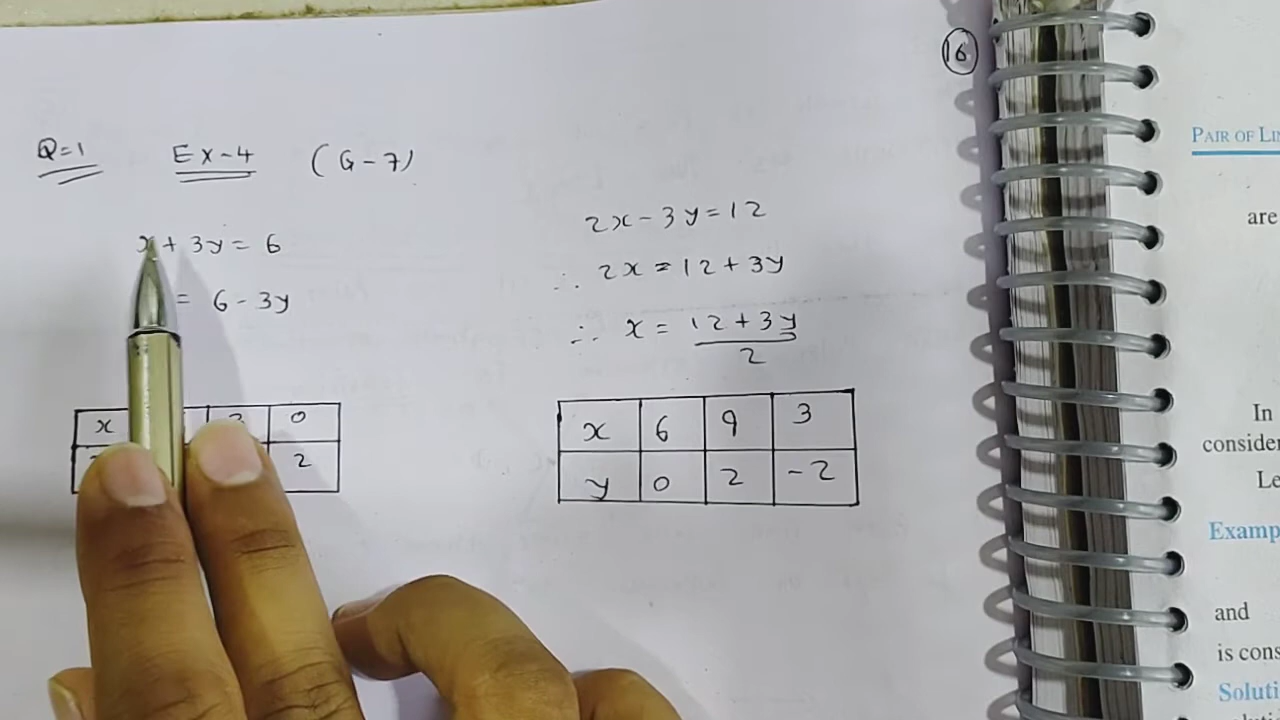 16
Q=1 EX-4 (G-7)
x + 3y = 6
= 6 - 3y
x 0
2
2x - 3y = 12
∴ 2x = 12 + 3y
∴ x = 12 + 3y / 2
x 6 9 3
y 0 2 -2
PAIR OF LIN
are
In
consider
Le
Examp
and
is cons
Soluti